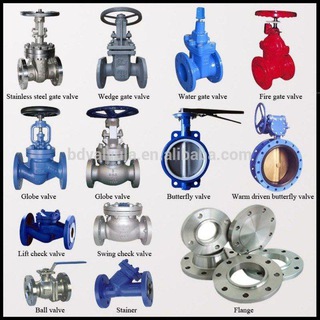 Stainless steel gate valve
Wedge gate valve
Water gate valve
Fire gate valve
Globe valve
Globe valve
Butterfly valve
Warm driven butterfly valve
Lift check valve
Swing check valve
Ball valve
Stainer
Flange